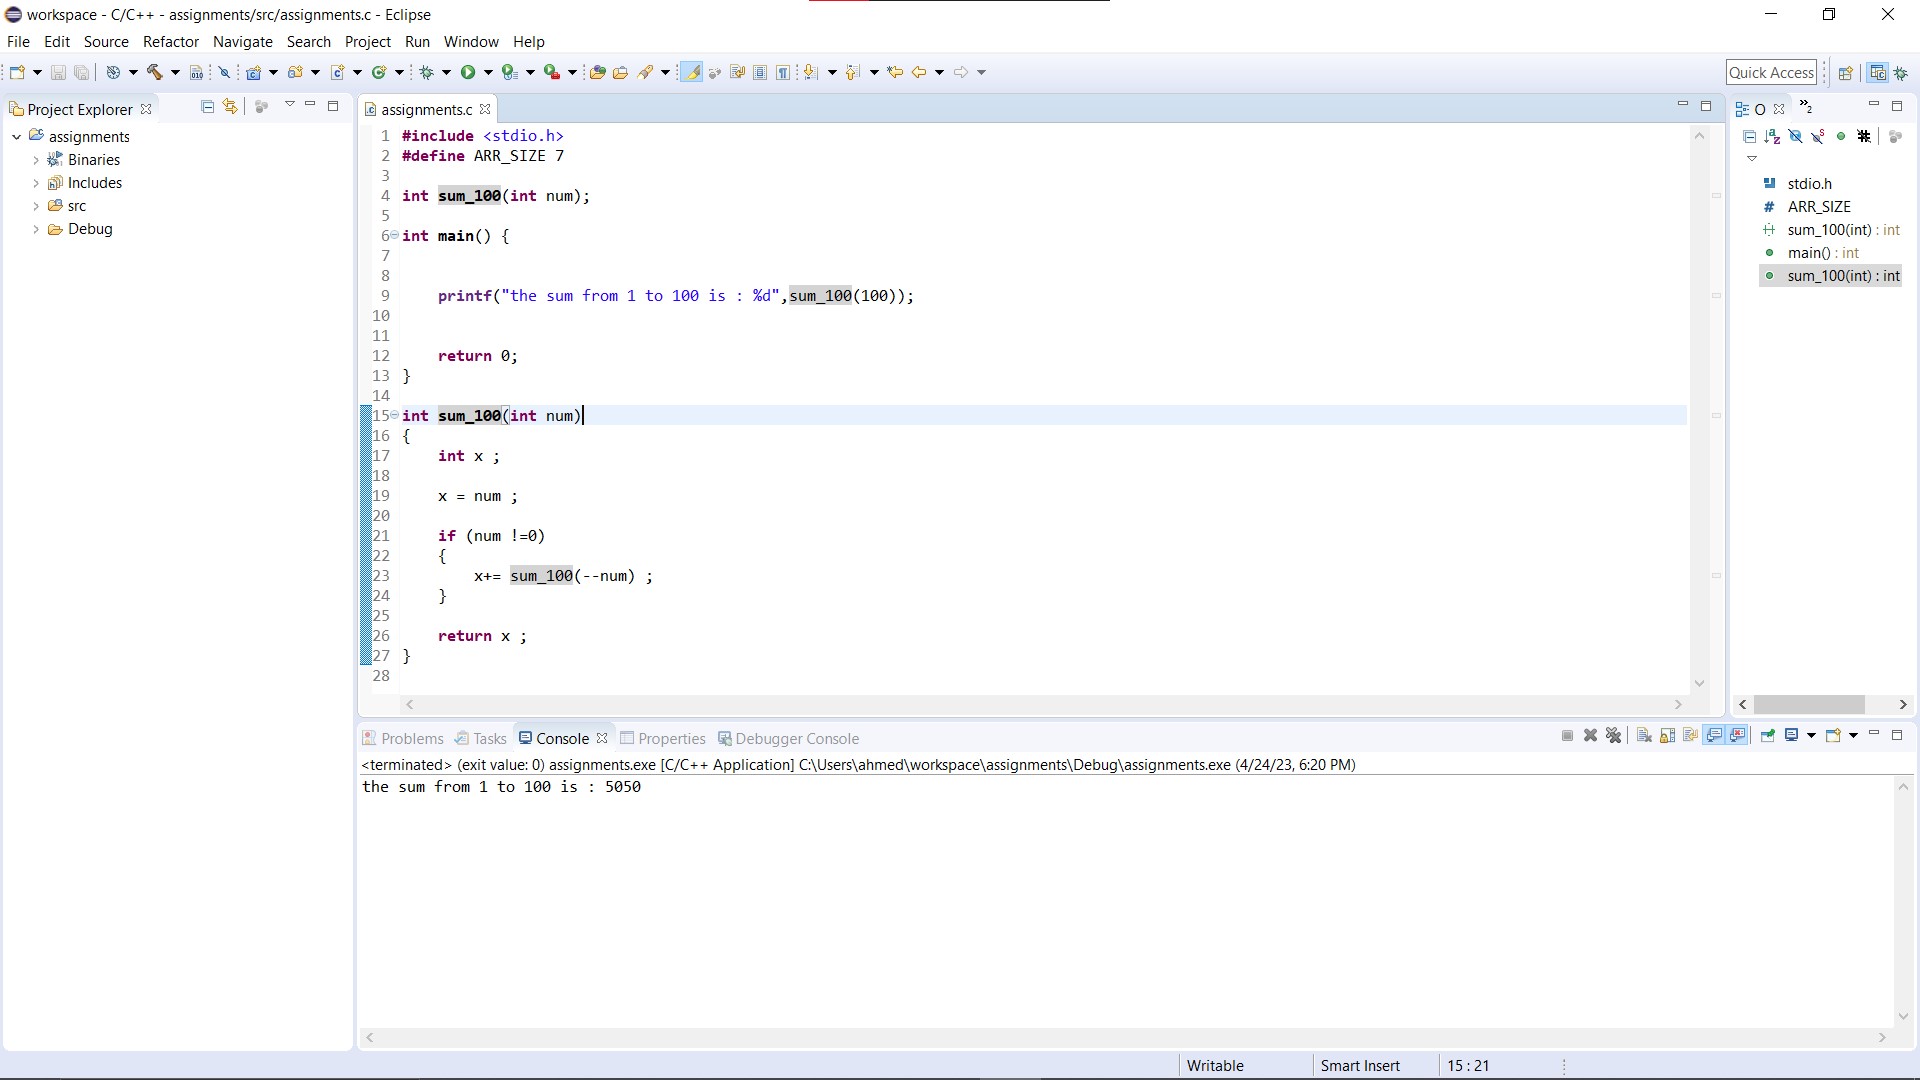 workspace - C/C++ - assignments/src/assignments.c - Eclipse
File Edit Source Refactor Navigate Search Project Run Window Help
Quick Access
Project Explorer
assignments
Binaries
Includes
src
Debug
assignments.c
1 #include <stdio.h>
2 #define ARR_SIZE 7
3
4 int sum_100(int num);
5
6 int main() {
7
8
9     printf("the sum from 1 to 100 is : %d",sum_100(100));
10
11
12     return 0;
13 }
14
15 int sum_100(int num)
16 {
17     int x ;
18
19     x = num ;
20
21     if (num !=0)
22     {
23         x+= sum_100(--num) ;
24     }
25
26     return x ;
27 }
28
O
»2
stdio.h
# ARR_SIZE
sum_100(int) : int
main() : int
sum_100(int) : int
Problems Tasks Console Properties Debugger Console
<terminated> (exit value: 0) assignments.exe [C/C++ Application] C:\Users\ahmed\workspace\assignments\Debug\assignments.exe (4/24/23, 6:20 PM)
the sum from 1 to 100 is : 5050
Writable Smart Insert 15 : 21